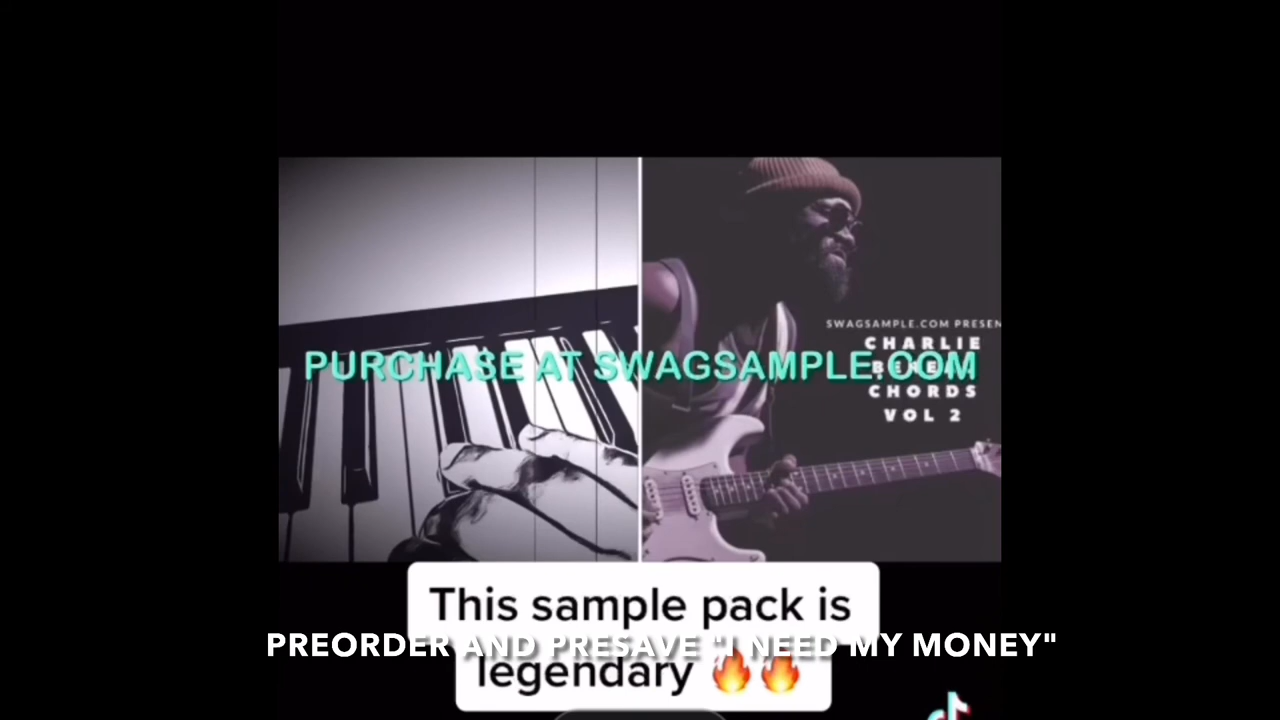 SWAGSAMPLE.COM PRESEN
CHARLIE
PURCHASE AT SWAGSAMPLE.COM
CHORDS
VOL 2
This sample pack is
PREORDER AND PRESAVE "I NEED MY MONEY"
legendary 🔥🔥